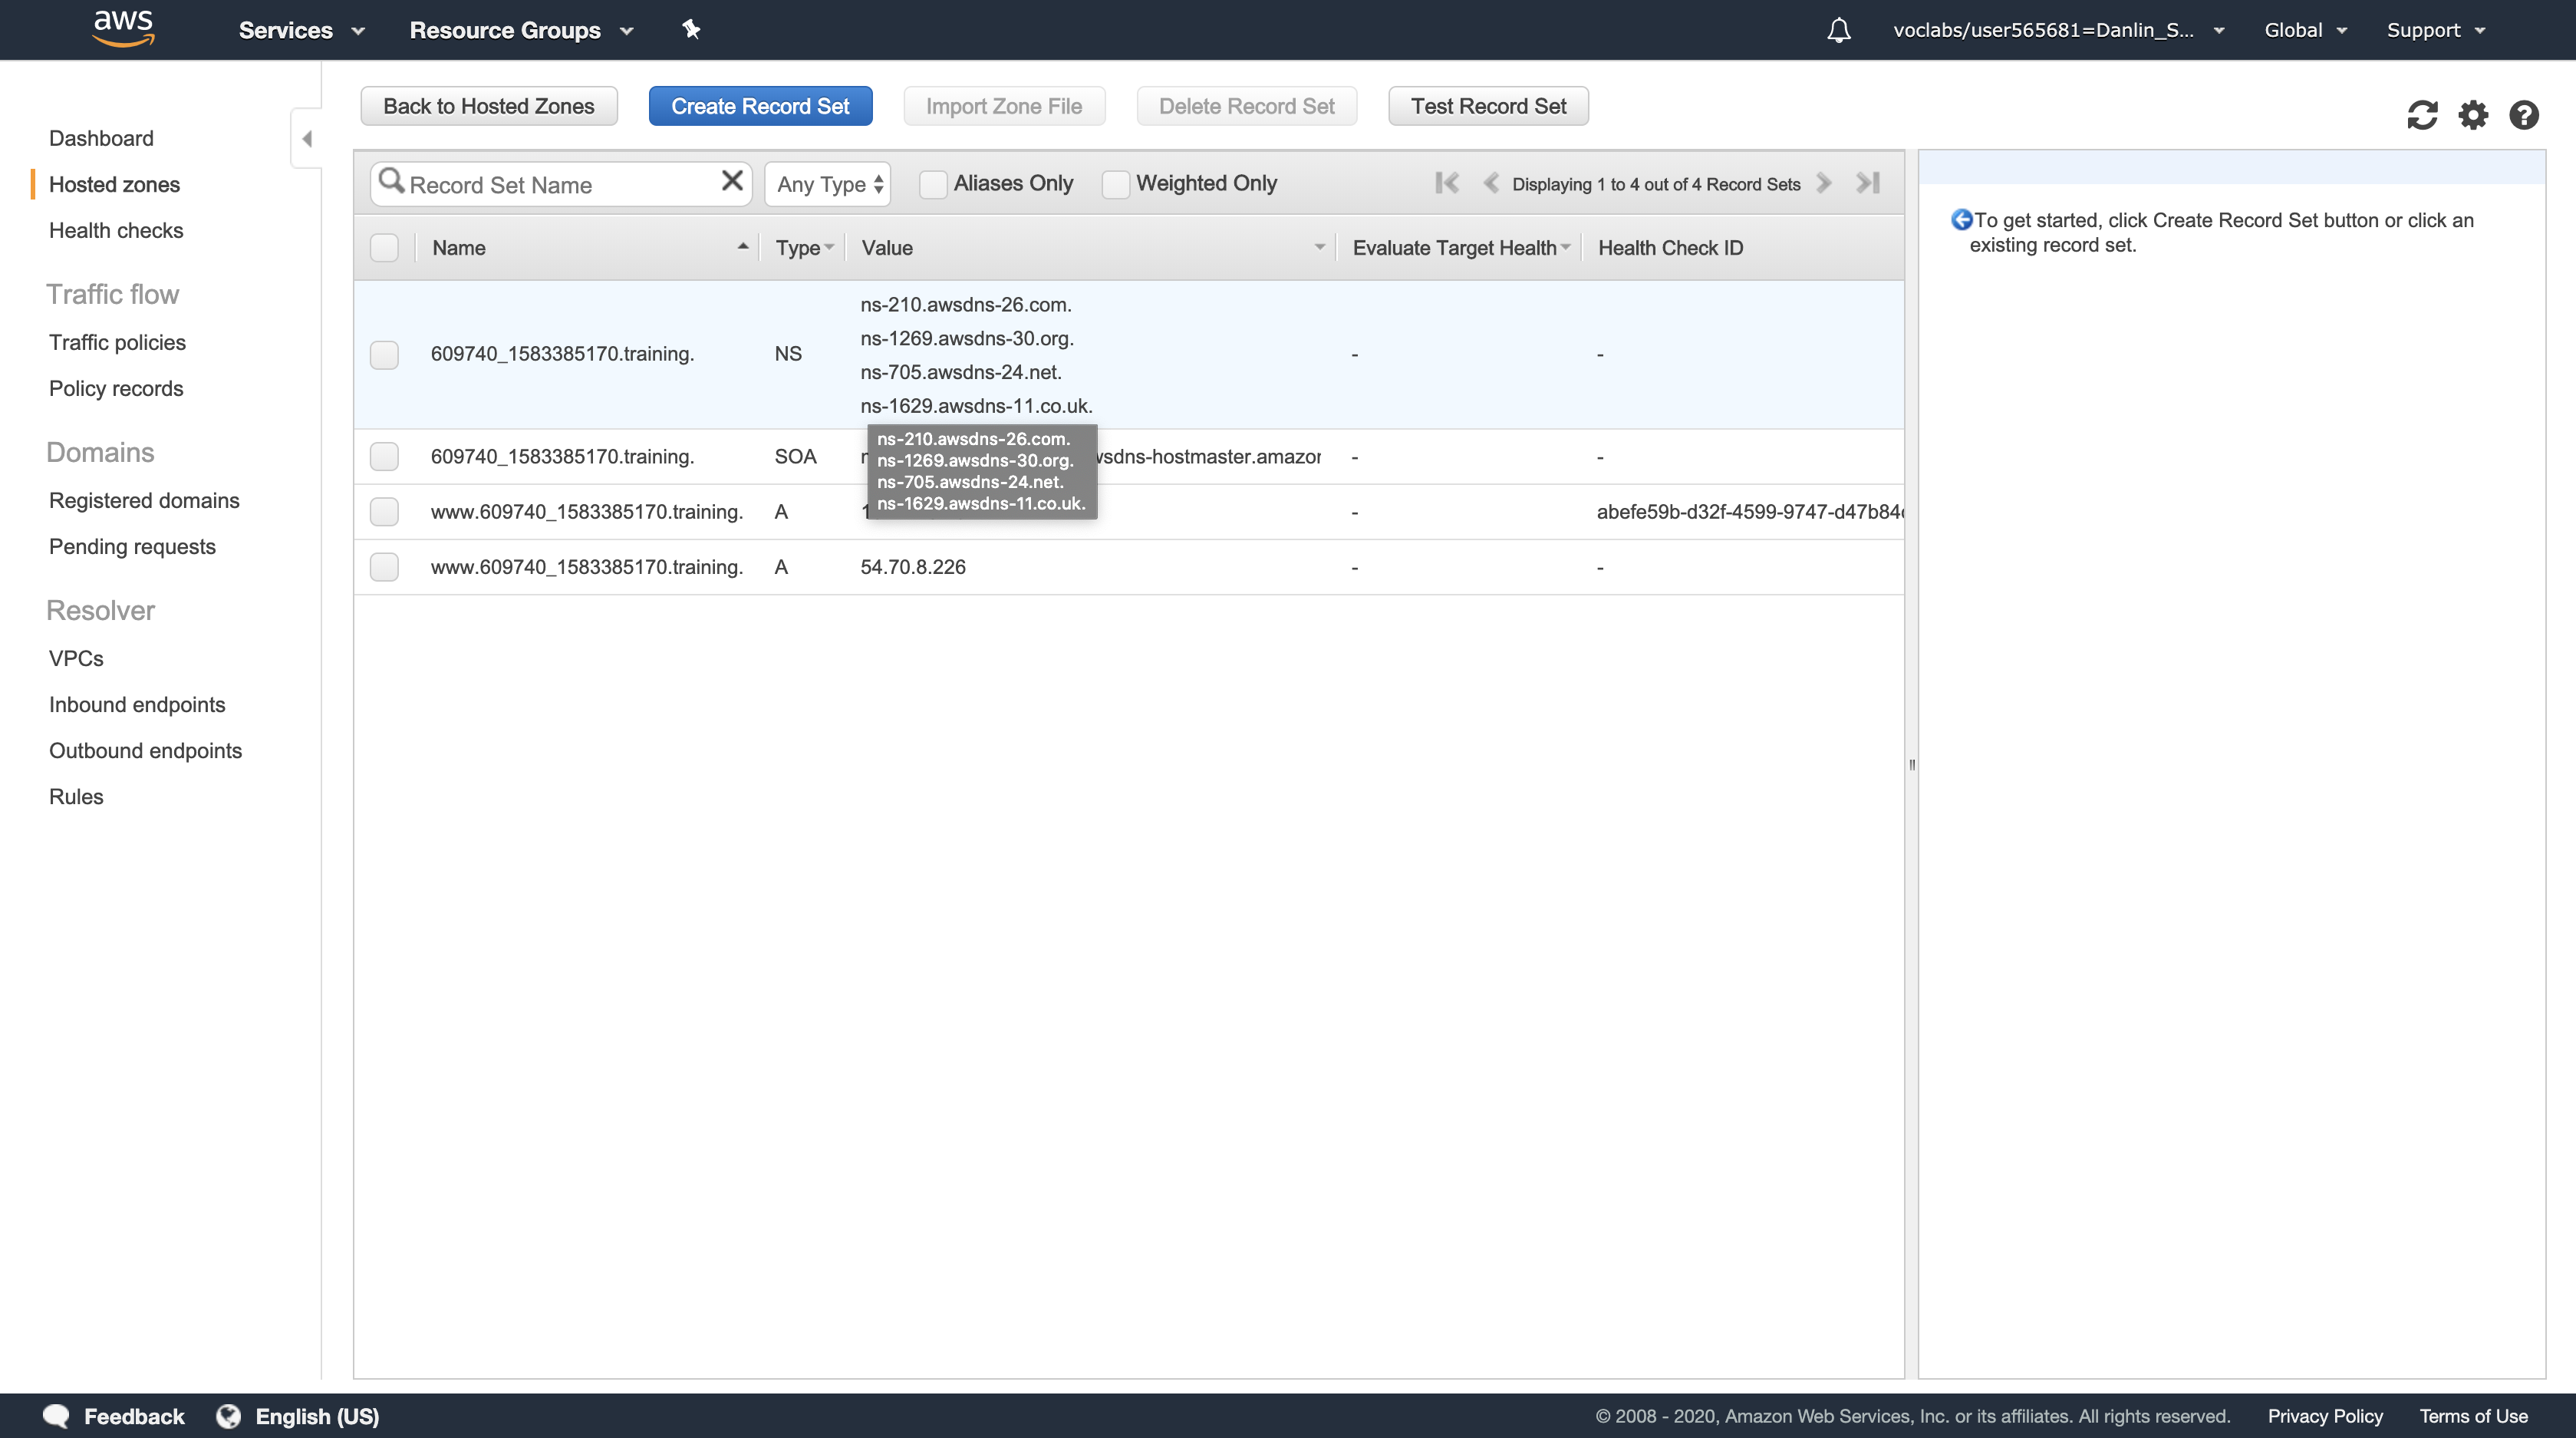 aws Services Resource Groups voclabs/user565681=Danlin_S... Global Support
Back to Hosted Zones Create Record Set Import Zone File Delete Record Set Test Record Set
Dashboard
Hosted zones
Health checks
Traffic flow
Traffic policies
Policy records
Domains
Registered domains
Pending requests
Resolver
VPCs
Inbound endpoints
Outbound endpoints
Rules
Record Set Name Any Type Aliases Only Weighted Only Displaying 1 to 4 out of 4 Record Sets
Name Type Value Evaluate Target Health Health Check ID
609740_1583385170.training. NS
ns-210.awsdns-26.com.
ns-1269.awsdns-30.org.
ns-705.awsdns-24.net.
ns-1629.awsdns-11.co.uk.
- -
609740_1583385170.training. SOA wsdns-hostmaster.amazor - -
ns-210.awsdns-26.com.
ns-1269.awsdns-30.org.
ns-705.awsdns-24.net.
ns-1629.awsdns-11.co.uk.
www.609740_1583385170.training. A 1 - abefe59b-d32f-4599-9747-d47b84
www.609740_1583385170.training. A 54.70.8.226 - -
To get started, click Create Record Set button or click an
existing record set.
Feedback English (US) © 2008 - 2020, Amazon Web Services, Inc. or its affiliates. All rights reserved. Privacy Policy Terms of Use